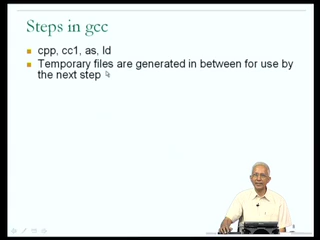 Steps in gcc
cpp, cc1, as, ld
Temporary files are generated in between for use by
the next step